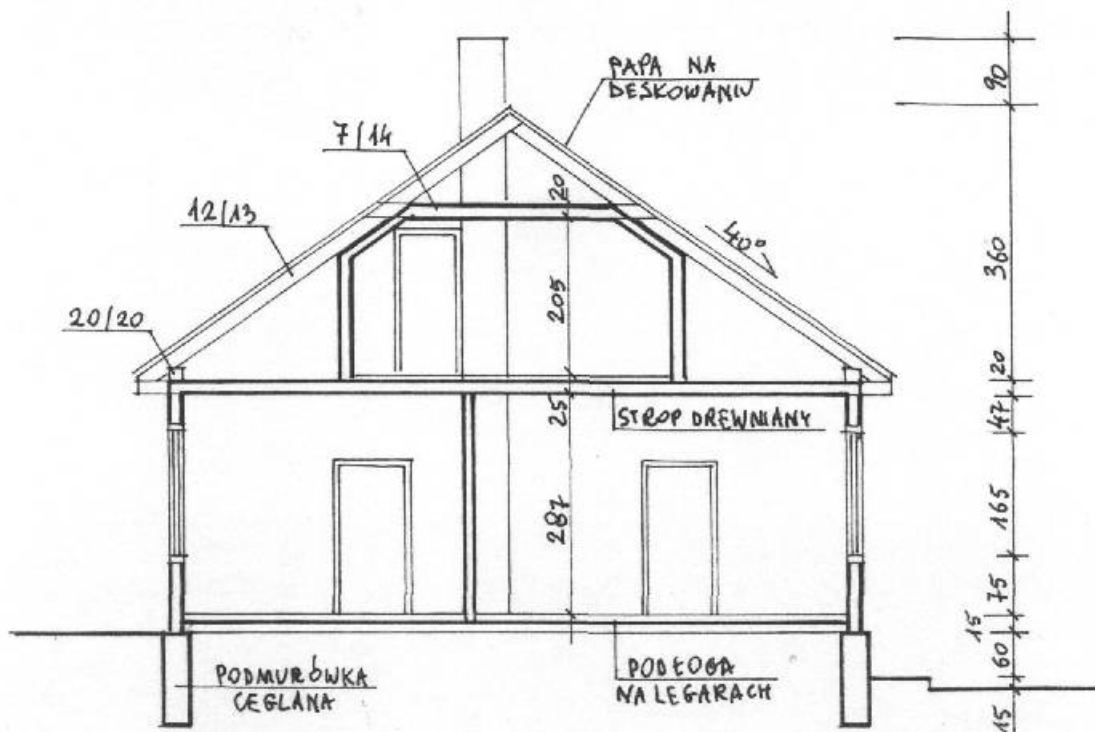 PAPA NA
DESKOWANIU
90
7/14
20
12/13
40°
360
205
20/20
20
25
STROP DREWNIANY
47
287
165
75
15
PODMURÓWKA
CEGLANA
PODŁOGA
NA LEGARACH
60
15